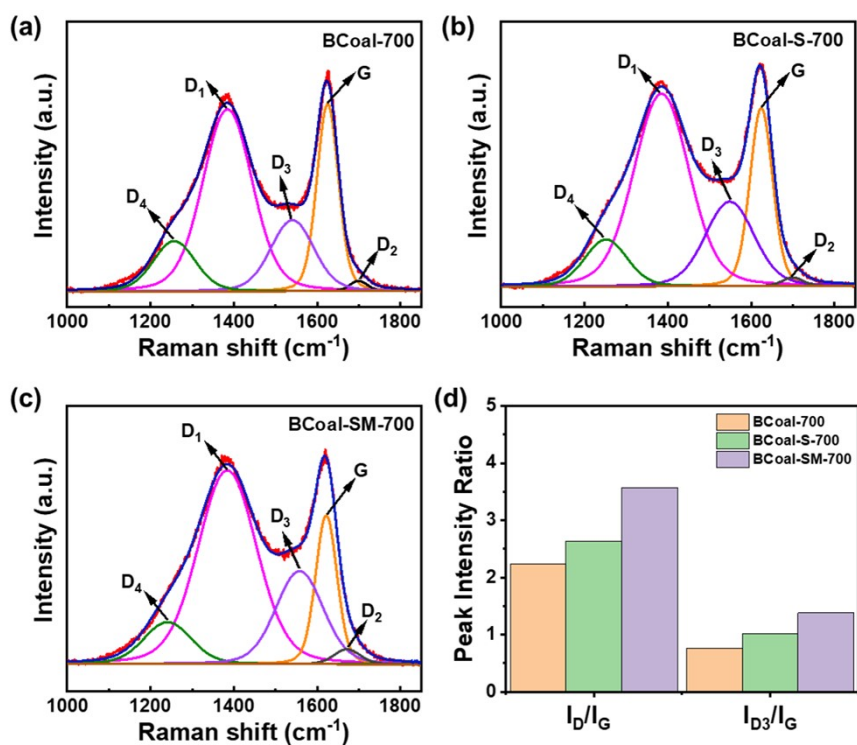 (a)
BCoal-700
D1
G
D3
D4
D2
Intensity (a.u.)
1000 1200 1400 1600 1800
Raman shift (cm-1)
(b)
BCoal-S-700
D1
G
D3
D4
D2
Intensity (a.u.)
1000 1200 1400 1600 1800
Raman shift (cm-1)
(c)
BCoal-SM-700
D1
G
D3
D4
D2
Intensity (a.u.)
1000 1200 1400 1600 1800
Raman shift (cm-1)
(d)
BCoal-700
BCoal-S-700
BCoal-SM-700
5
4
3
2
1
0
Peak Intensity Ratio
ID/IG ID3/IG